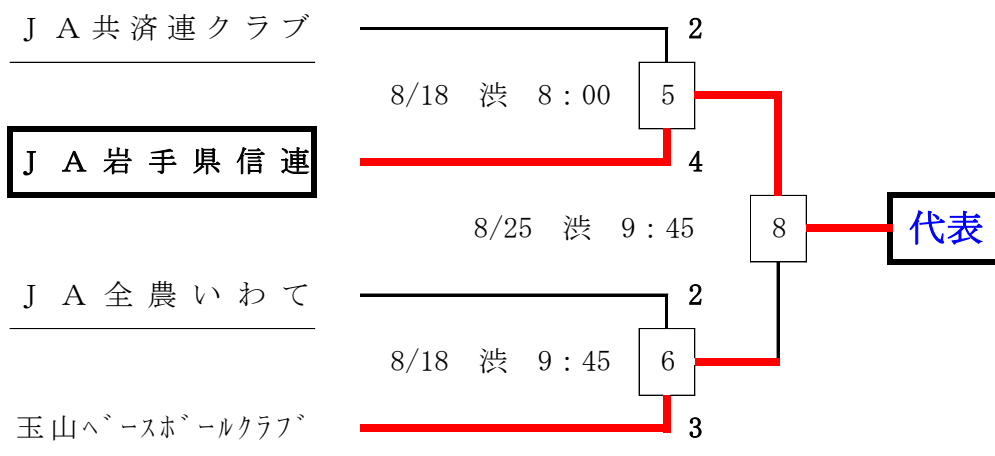 ＪＡ共済連クラブ
2
8/18　渋　8：00
5
ＪＡ岩手県信連
4
8/25　渋　9：45
8
代表
ＪＡ全農いわて
2
8/18　渋　9：45
6
玉山ﾍﾞｰｽﾎﾞｰﾙｸﾗﾌﾞ
3